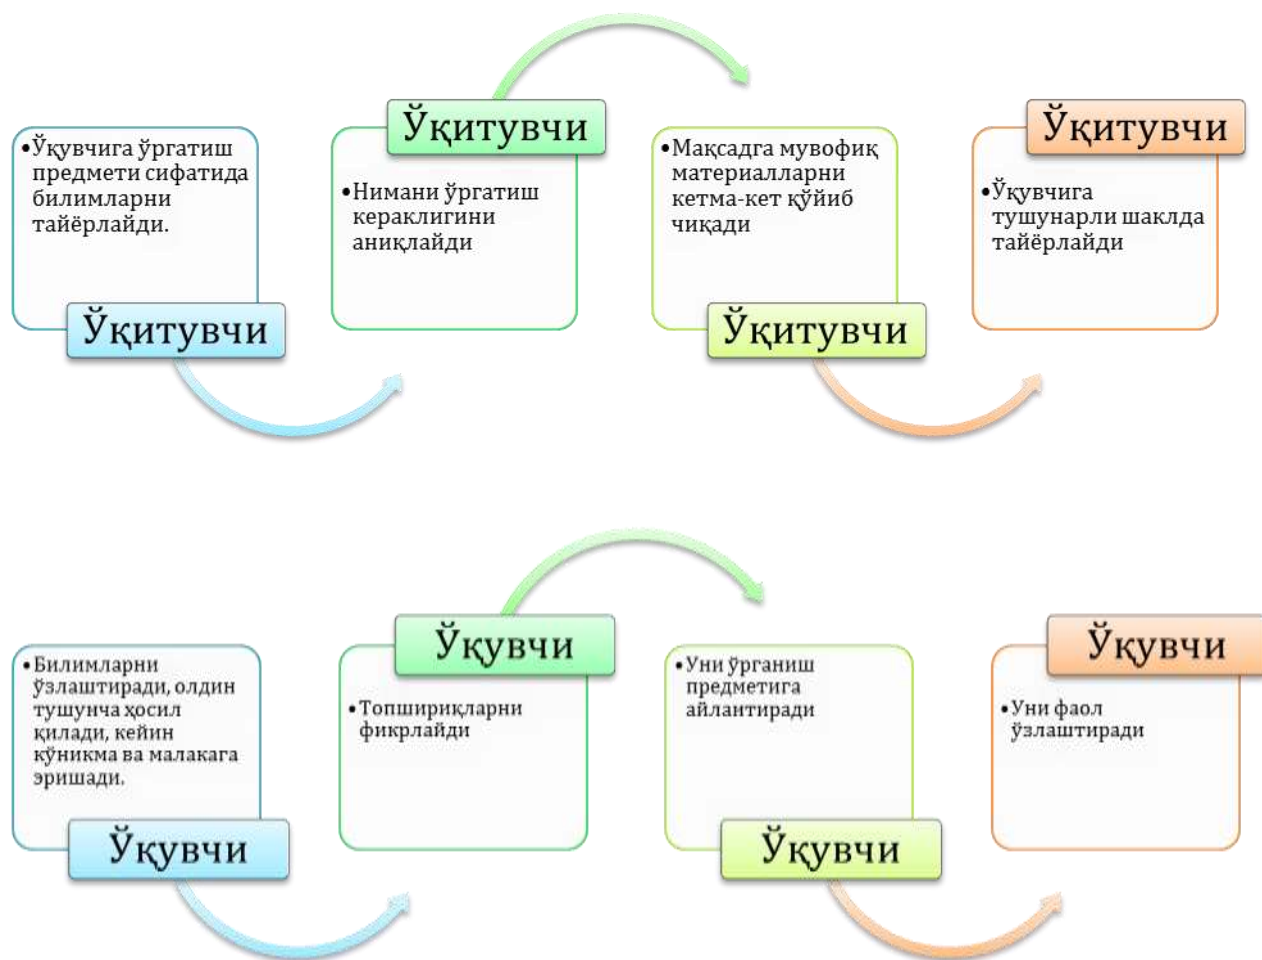 •Ўқувчига ўргатиш
предмети сифатида
билимларни
тайёрлайди.
Ўқитувчи
Ўқитувчи
•Нимани ўргатиш
кераклигини
аниқлайди
•Мақсадга мувофиқ
материалларни
кетма-кет қўйиб
чиқади
Ўқитувчи
Ўқитувчи
•Ўқувчига
тушунарли шаклда
тайёрлайди
•Билимларни
ўзлаштиради, олдин
тушунча ҳосил
қилади, кейин
кўникма ва малакага
эришади.
Ўқувчи
Ўқувчи
•Топшириқларни
фикрлайди
•Уни ўрганиш
предметига
айлантиради
Ўқувчи
Ўқувчи
•Уни фаол
ўзлаштиради